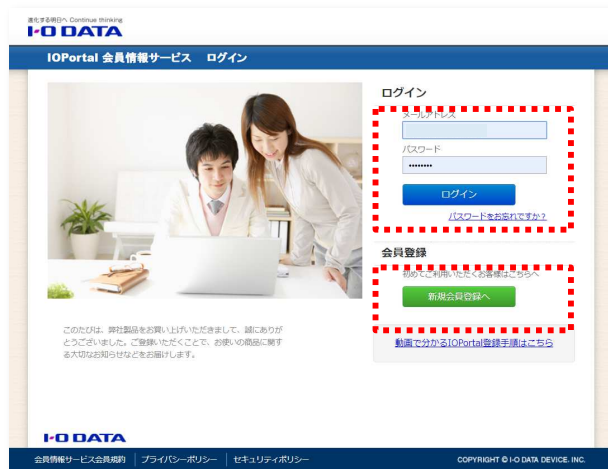 進化する明日へ Continue thinking
I-O DATA
IOPortal 会員情報サービス ログイン
ログイン
メールアドレス
パスワード
••••••••
ログイン
パスワードをお忘れですか?
会員登録
初めてご利用いただくお客様はこちらへ
新規会員登録へ
動画で分かるIOPortal登録手順はこちら
このたびは、弊社製品をお買い上げいただきまして、誠にありが
とうございました。ご登録いただくことで、お使いの商品に関す
る大切なお知らせなどをお届けします。
I-O DATA
会員情報サービス会員規約 プライバシーポリシー セキュリティポリシー
COPYRIGHT © I-O DATA DEVICE. INC.